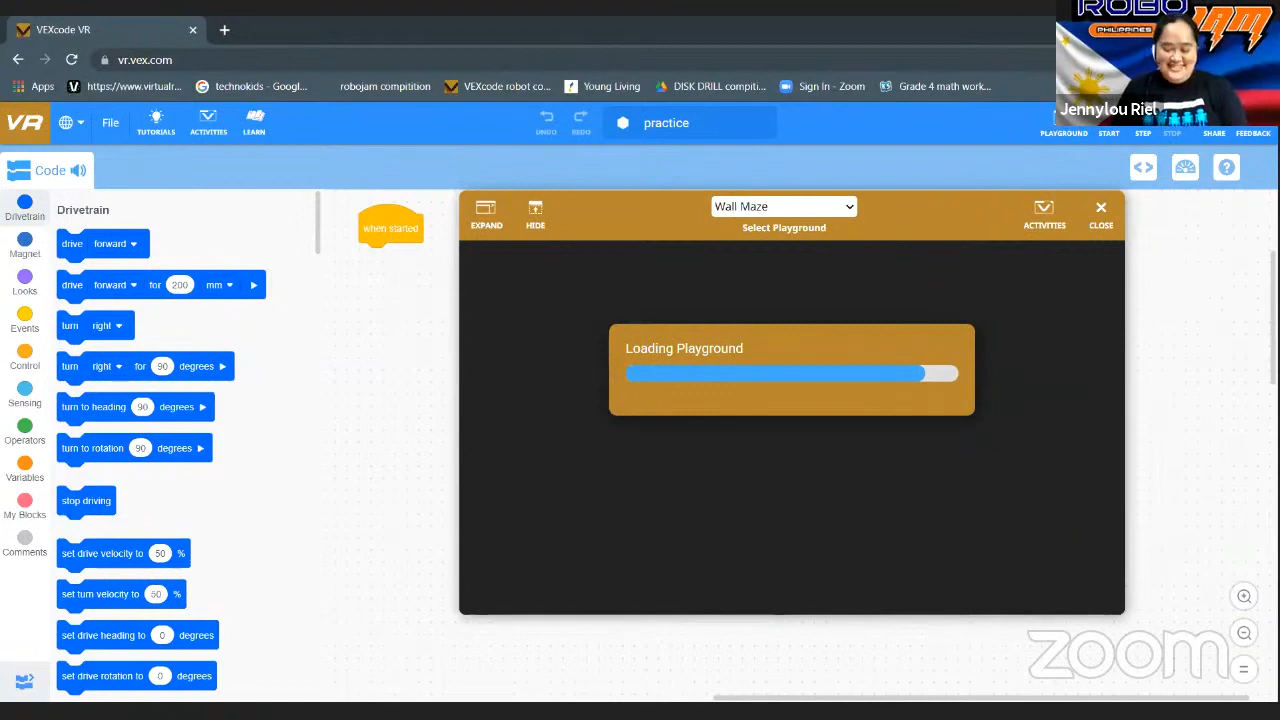 VEXcode VR
vr.vex.com
Apps
https://www.virtualr...
technokids - Googl...
robojam compitition
VEXcode robot co...
Young Living
DISK DRILL compiti...
Sign In - Zoom
Grade 4 math work...
ROBO
JAM
PHILIPPINES
Jennylou Riel
VR
File
TUTORIALS
ACTIVITIES
LEARN
UNDO
REDO
practice
PLAYGROUND
START
STEP
STOP
SHARE
FEEDBACK
Code
Drivetrain
Magnet
Looks
Events
Control
Sensing
Operators
Variables
My Blocks
Comments
Drivetrain
drive forward
drive forward for 200 mm
turn right
turn right for 90 degrees
turn to heading 90 degrees
turn to rotation 90 degrees
stop driving
set drive velocity to 50 %
set turn velocity to 50 %
set drive heading to 0 degrees
set drive rotation to 0 degrees
when started
EXPAND
HIDE
Wall Maze
Select Playground
ACTIVITIES
CLOSE
Loading Playground
zoom